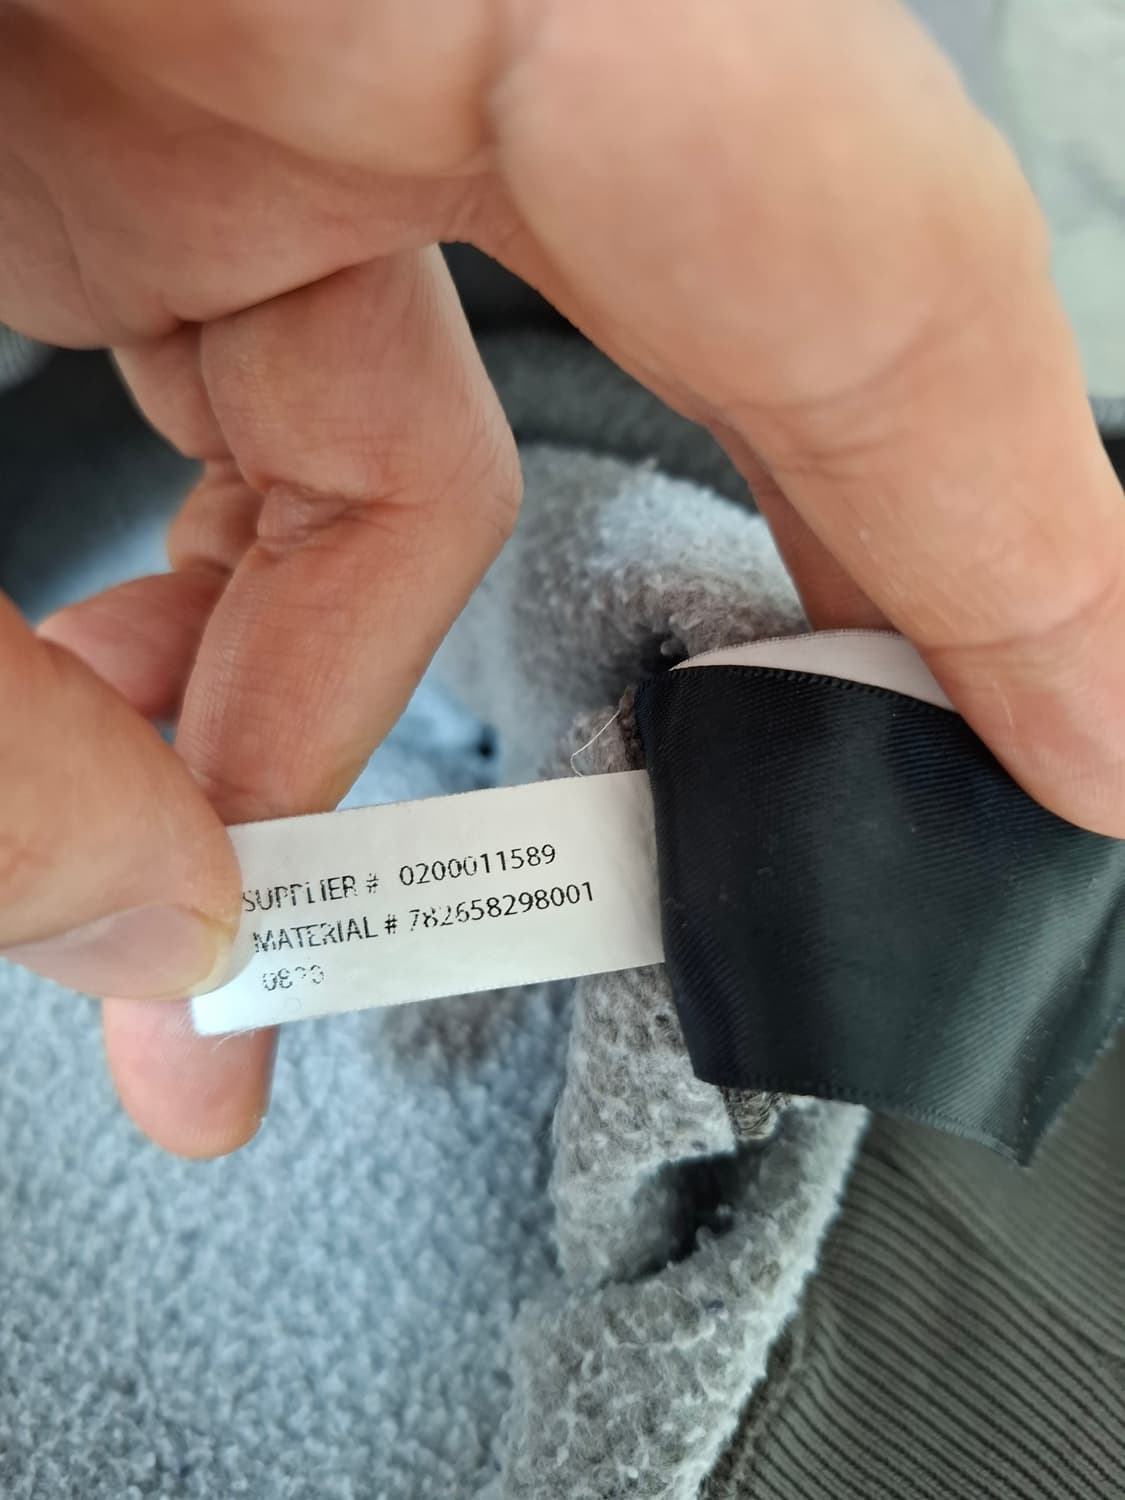 SUPPLIER # 0200011589
MATERIAL # 782658298001